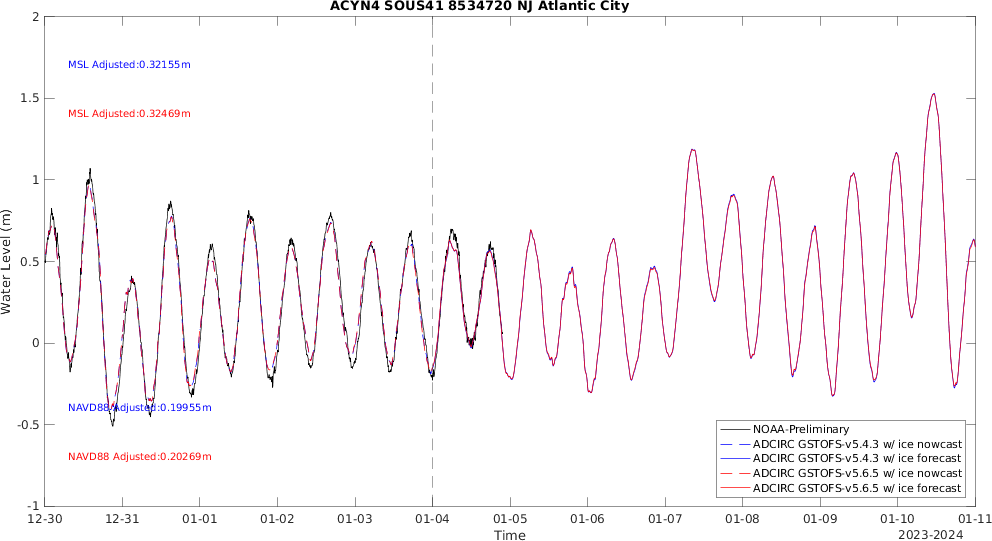 ACYN4 SOUS41 8534720 NJ Atlantic City
2
1.5
1
0.5
0
-0.5
-1
Water Level (m)
MSL Adjusted:0.32155m
MSL Adjusted:0.32469m
NAVD88 Adjusted:0.19955m
NAVD88 Adjusted:0.20269m
NOAA-Preliminary
ADCIRC GSTOFS-v5.4.3 w/ ice nowcast
ADCIRC GSTOFS-v5.4.3 w/ ice forecast
ADCIRC GSTOFS-v5.6.5 w/ ice nowcast
ADCIRC GSTOFS-v5.6.5 w/ ice forecast
12-30 12-31 01-01 01-02 01-03 01-04 01-05 01-06 01-07 01-08 01-09 01-10 01-11
Time
2023-2024